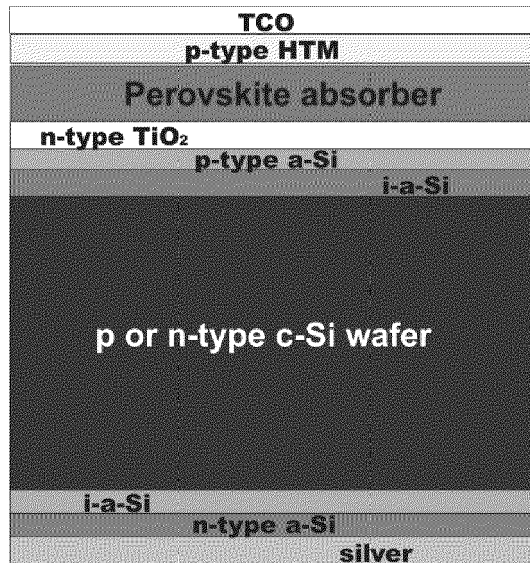 TCO
p-type HTM
Perovskite absorber
n-type TiO₂
p-type a-Si
i-a-Si
p or n-type c-Si wafer
i-a-Si
n-type a-Si
silver